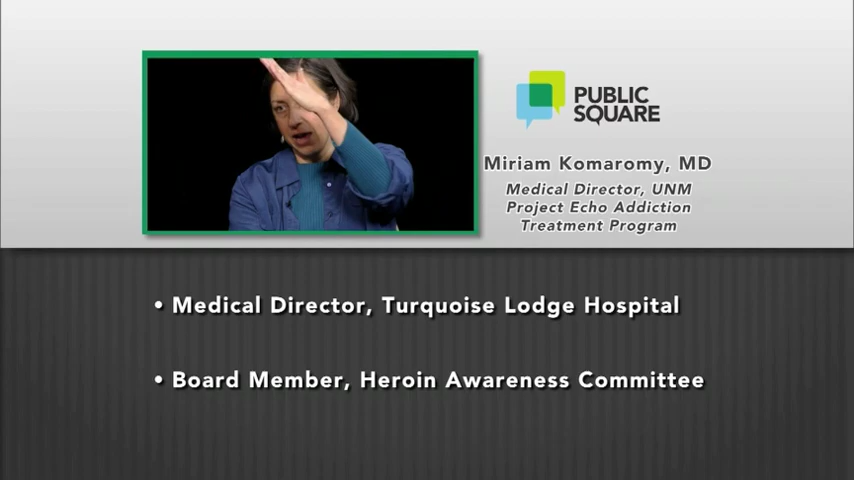 PUBLIC
SQUARE
Miriam Komaromy, MD
Medical Director, UNM
Project Echo Addiction
Treatment Program
• Medical Director, Turquoise Lodge Hospital
• Board Member, Heroin Awareness Committee